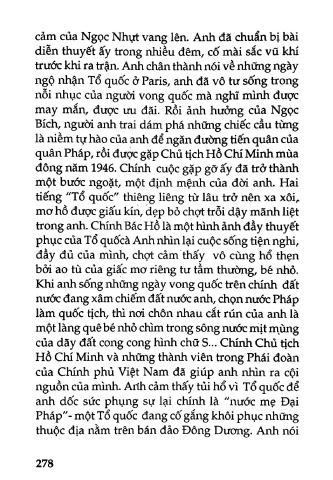 cảm của Ngọc Nhựt vang lên. Anh đã chuẩn bị bài
diễn thuyết ấy trong nhiều đêm, cố mài sắc vũ khí
trước khi ra trận. Anh chân thành nói về những ngày
ngộ nhận Tổ quốc ở Paris, anh đã vô tư sống trong
nỗi nhục của người vong quốc mà nghĩ mình được
may mắn, được ưu đãi. Rồi ảnh hưởng của Ngọc
Bích, người anh trai dám phá những chiếc cầu từng
là niềm tự hào của anh để ngăn đường tiến quân của
quân Pháp, rồi được gặp Chủ tịch Hồ Chí Minh mùa
đông năm 1946. Chính cuộc gặp gỡ ấy đã trở thành
một bước ngoặt, một định mệnh của đời anh. Hai
tiếng "Tổ quốc" thiêng liêng từ lâu trở nên xa xôi,
mơ hồ được giấu kín, dẹp bỏ chợt trỗi dậy mãnh liệt
trong anh. Chính Bác Hồ là một hình ảnh đầy thuyết
phục của Tổ quốcà Anh nhìn lại cuộc sống tiện nghi,
đầy đủ của mình, chợt cảm thấy vô cùng hổ thẹn
bởi ao tù của giấc mơ riêng tư tầm thường, bé nhỏ.
Khi anh sống những ngày vong quốc trên chính đất
nước đang xâm chiếm đất nước anh, chọn nước Pháp
làm quốc tịch, thì nơi chôn nhau cắt rún của anh là
một làng quê bé nhỏ chìm trong sông nước mịt mùng
của dãy đất cong cong hình chữ S... Chính Chủ tịch
Hồ Chí Minh và những thành viên trong Phái đoàn
của Chính phủ Việt Nam đã giúp anh nhìn ra cội
nguồn của mình. Anh cảm thấy tủi hổ vì Tổ quốc để
anh dốc sức phụng sự lại chính là "nước mẹ Đại
Pháp"- một Tổ quốc đang cố gắng khôi phục những
thuộc địa nằm trên bán đảo Đông Dương. Anh nói
278